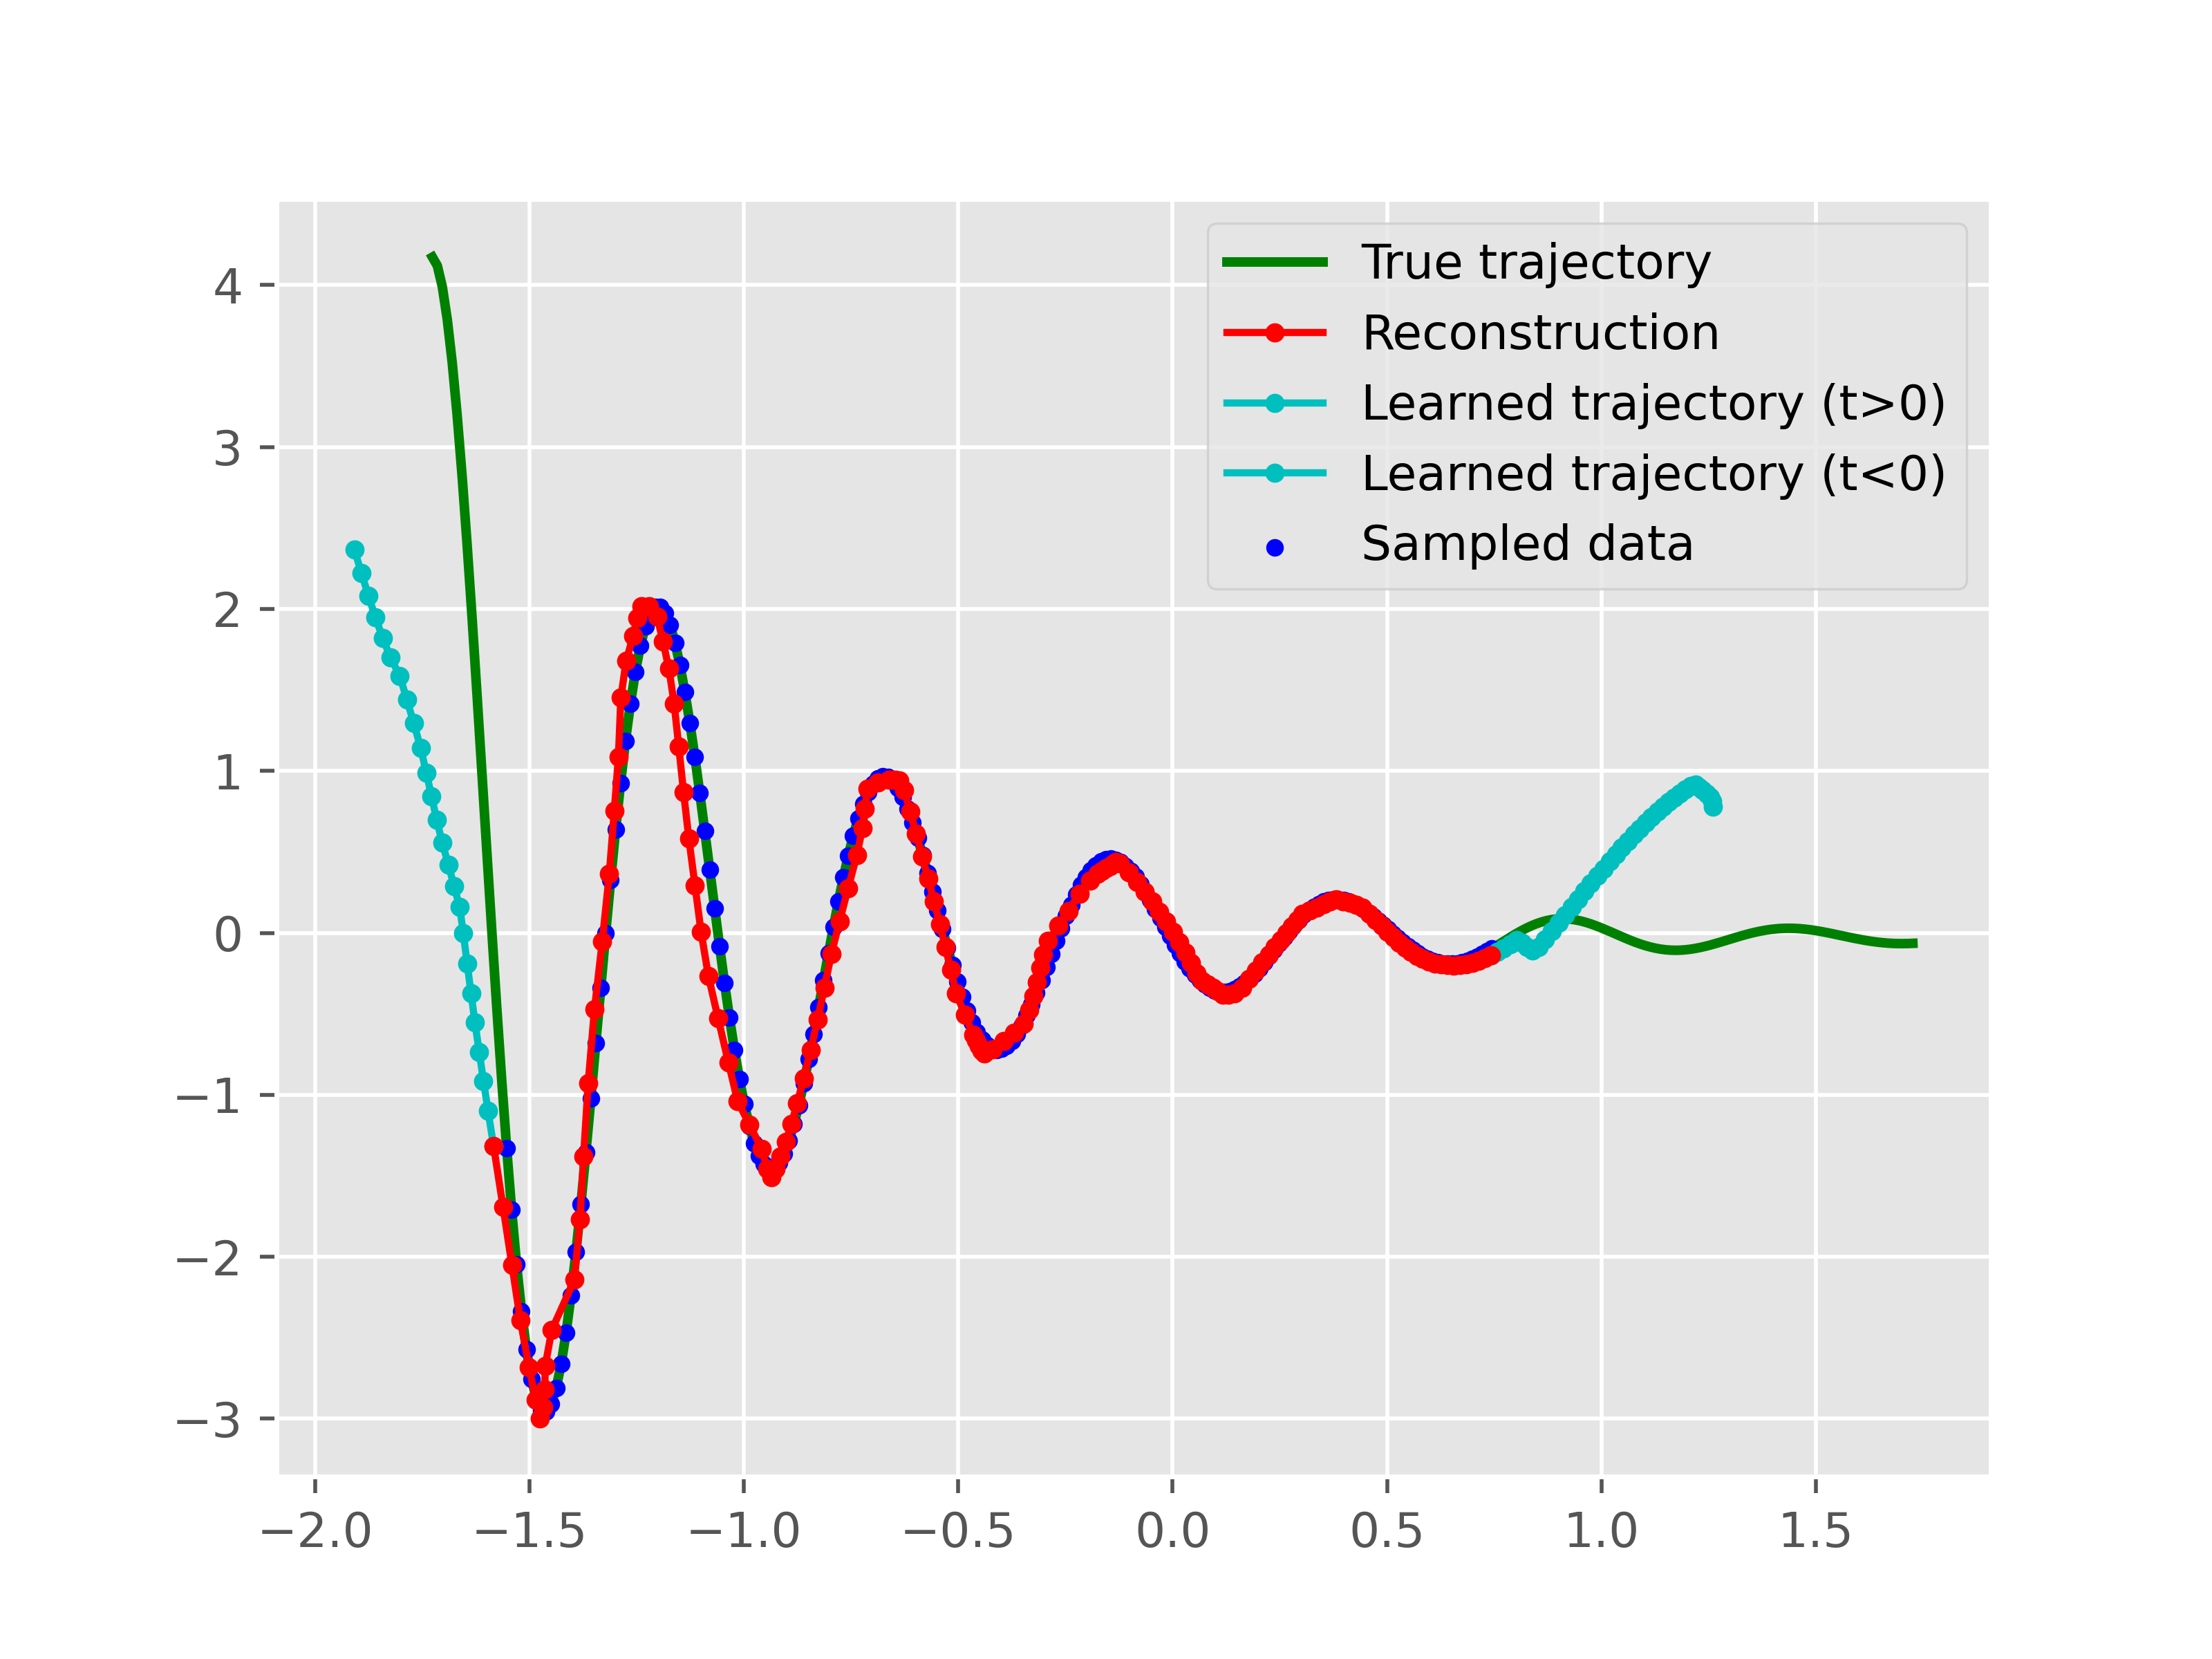 True trajectory
Reconstruction
Learned trajectory (t>0)
Learned trajectory (t<0)
Sampled data
4
3
2
1
0
−1
−2
−3
−2.0 −1.5 −1.0 −0.5 0.0 0.5 1.0 1.5